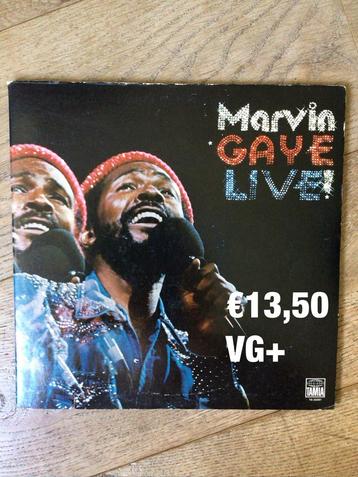 Marvin
GAYE
LIVE!
€13,50
VG+
TAMLA